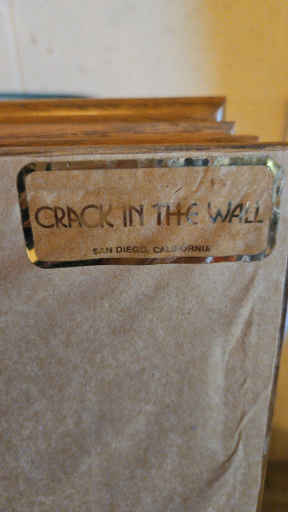 CRACK IN THE WALL
SAN DIEGO, CALIFORNIA